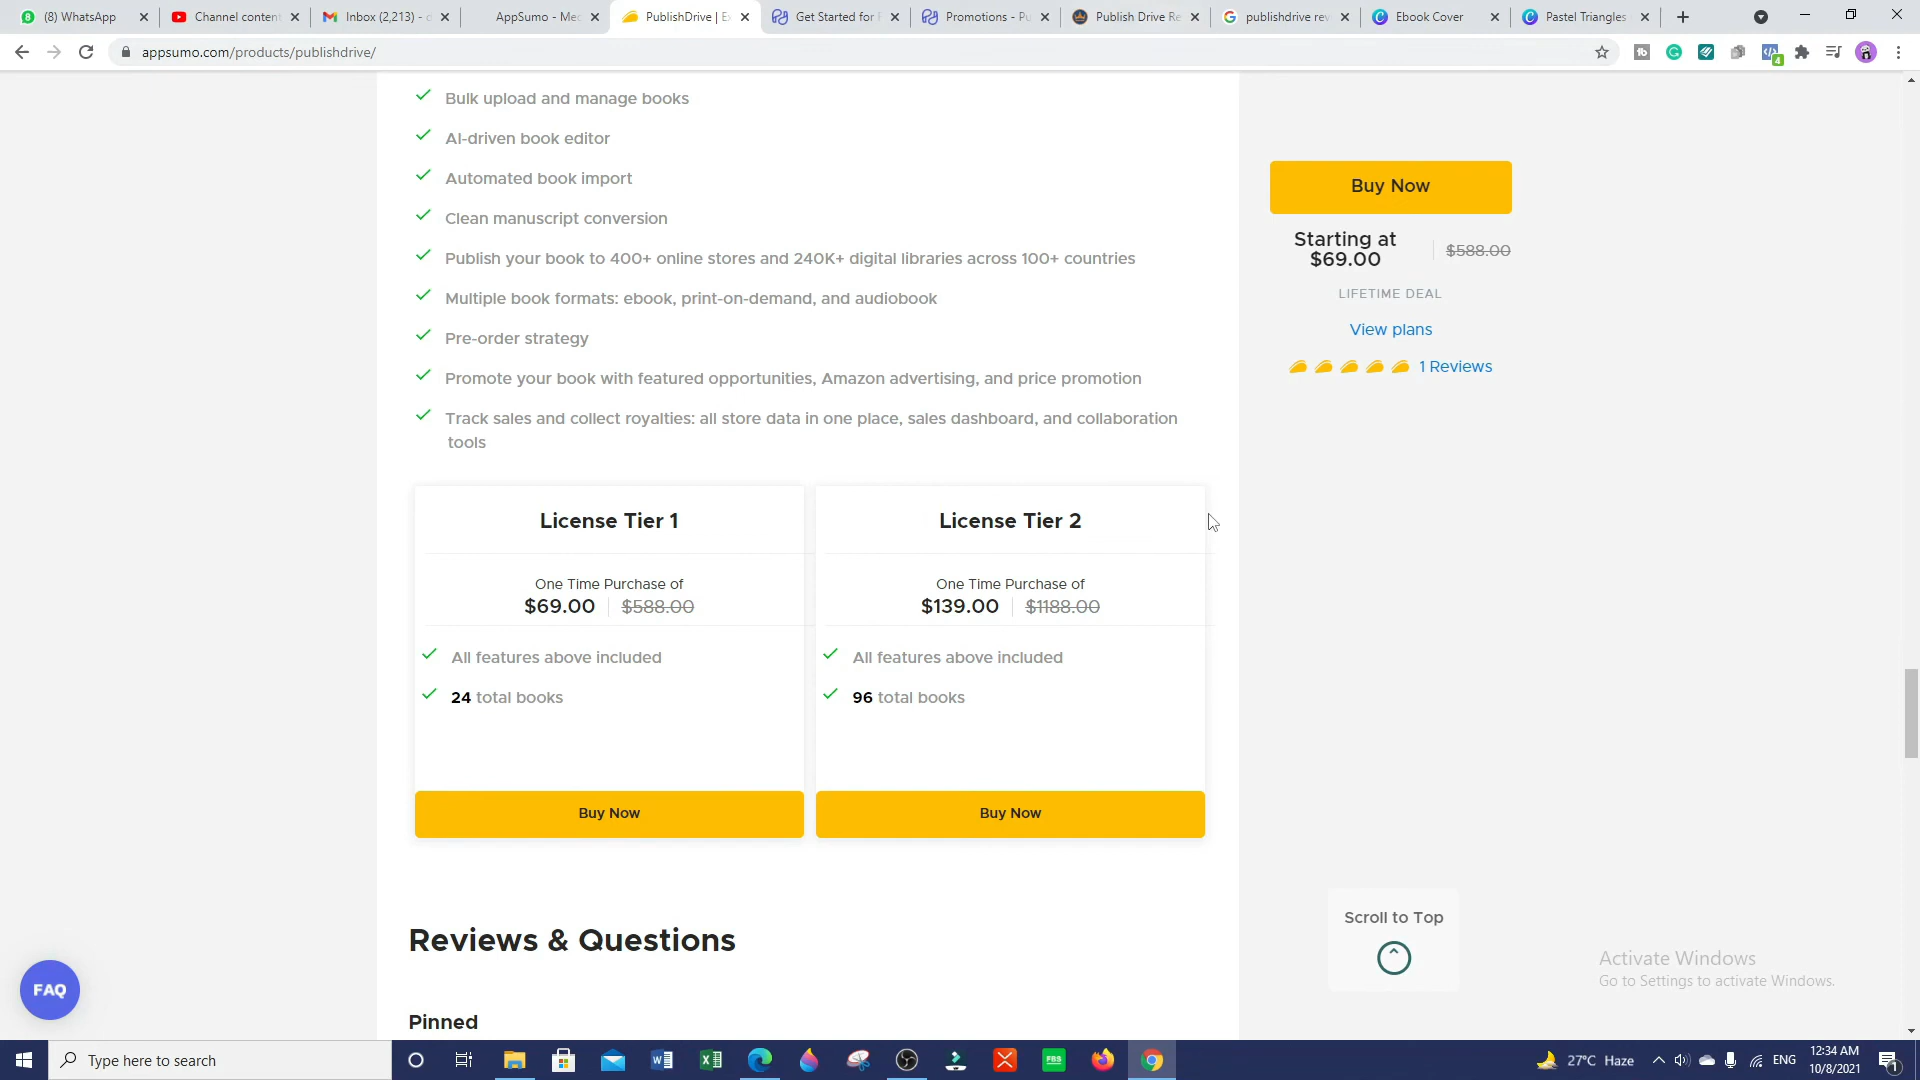 (8) WhatsApp
Channel content
Inbox (2,213) -
AppSumo - Me
PublishDrive | E
Get Started for
Promotions - Pu
Publish Drive Re
publishdrive rev
Ebook Cover
Pastel Triangles
appsumo.com/products/publishdrive/
Bulk upload and manage books
AI-driven book editor
Automated book import
Clean manuscript conversion
Publish your book to 400+ online stores and 240K+ digital libraries across 100+ countries
Multiple book formats: ebook, print-on-demand, and audiobook
Pre-order strategy
Promote your book with featured opportunities, Amazon advertising, and price promotion
Track sales and collect royalties: all store data in one place, sales dashboard, and collaboration
tools
Buy Now
Starting at
$69.00
$588.00
LIFETIME DEAL
View plans
1 Reviews
License Tier 1
One Time Purchase of
$69.00 $588.00
All features above included
24 total books
Buy Now
License Tier 2
One Time Purchase of
$139.00 $1188.00
All features above included
96 total books
Buy Now
Reviews & Questions
Pinned
Scroll to Top
FAQ
Activate Windows
Go to Settings to activate Windows.
Type here to search
FBS
27°C Haze
ENG
12:34 AM
10/8/2021
1